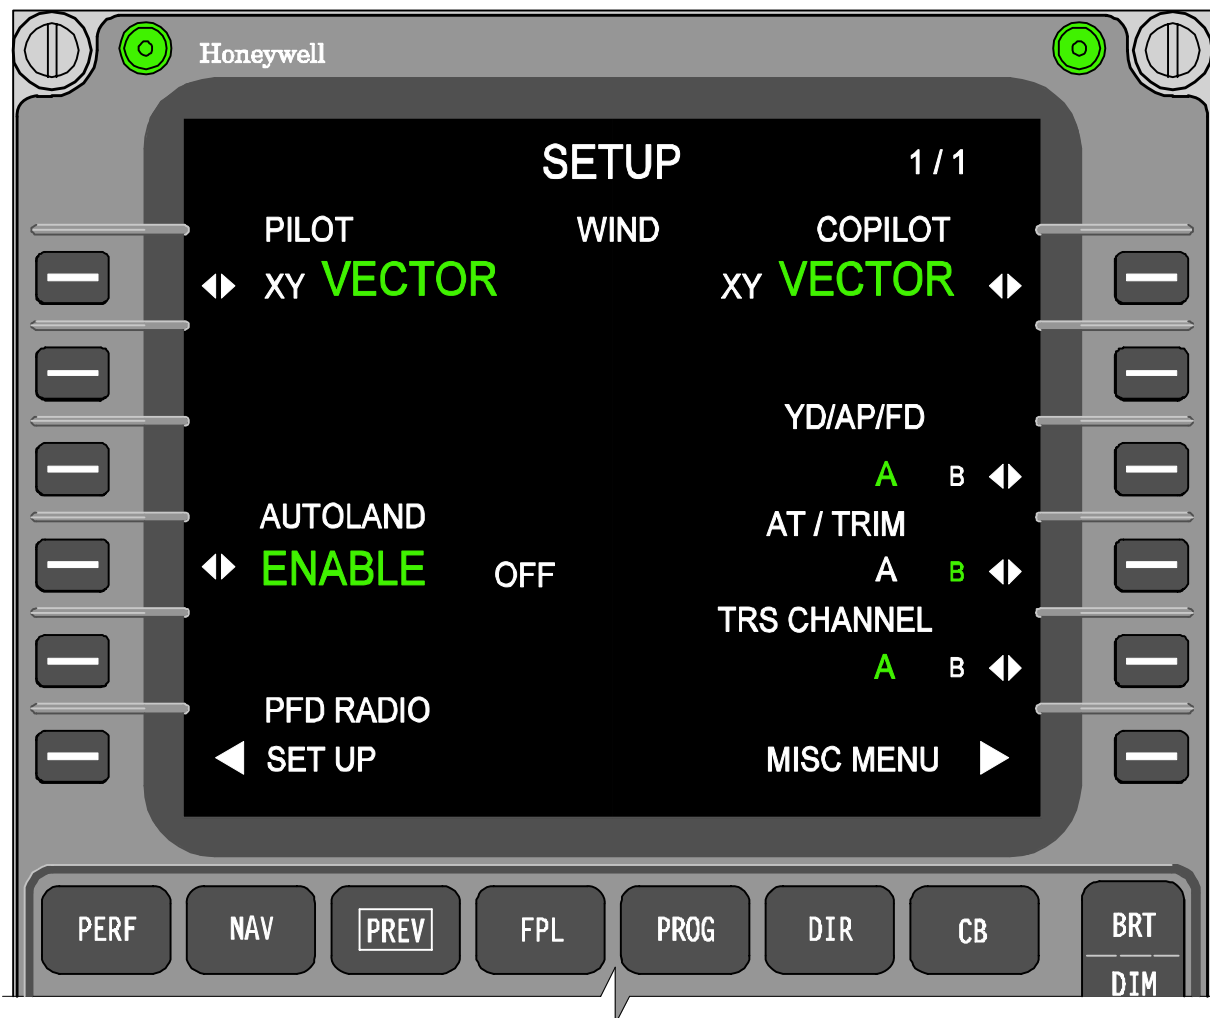 Honeywell
SETUP 1 / 1
PILOT WIND COPILOT
XY VECTOR XY VECTOR
YD/AP/FD
A B
AUTOLAND AT / TRIM
ENABLE OFF A B
TRS CHANNEL
A B
PFD RADIO
SET UP MISC MENU
PERF NAV PREV FPL PROG DIR CB BRT
DIM